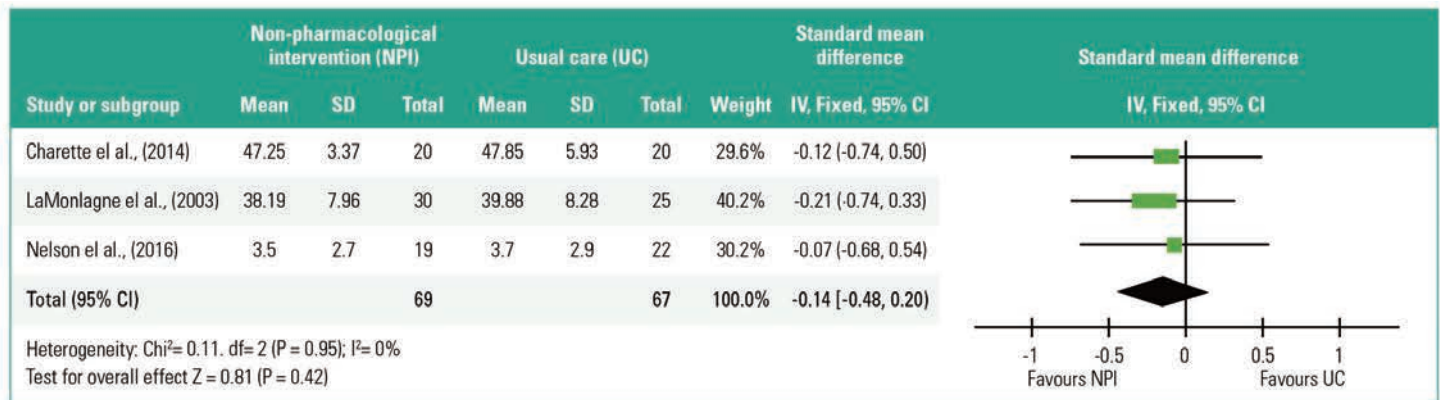 Non-pharmacological intervention (NPI) Usual care (UC) Standard mean difference Standard mean difference
Study or subgroup Mean SD Total Mean SD Total Weight IV, Fixed, 95% CI IV, Fixed, 95% CI
Charette el al., (2014) 47.25 3.37 20 47.85 5.93 20 29.6% -0.12 (-0.74, 0.50)
LaMonlagne el al., (2003) 38.19 7.96 30 39.88 8.28 25 40.2% -0.21 (-0.74, 0.33)
Nelson el al., (2016) 3.5 2.7 19 3.7 2.9 22 30.2% -0.07 (-0.68, 0.54)
Total (95% CI) 69 67 100.0% -0.14 [-0.48, 0.20)
Heterogeneity: Chi²= 0.11. df= 2 (P = 0.95); I²= 0%
Test for overall effect Z = 0.81 (P = 0.42)
-1 -0.5 0 0.5 1
Favours NPI Favours UC